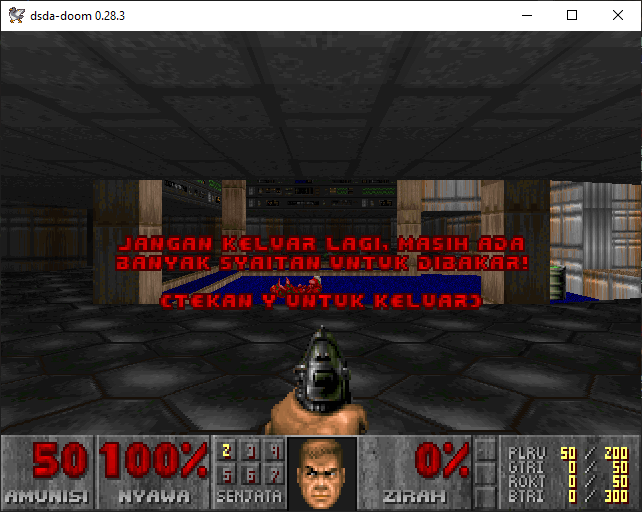 dsda-doom 0.28.3
JANGAN KELUAR LAGI, MASIH ADA
BANYAK SYAITAN UNTUK DIBAKAR!
(TEKAN Y UNTUK KELUAR)
50 100% 2 3 4 0%
5 6 7
AMUNISI NYAWA SENJATA ZIRAH
PLRU 50 / 200
GTRI 0 / 50
ROKT 0 / 50
BTRI 0 / 300